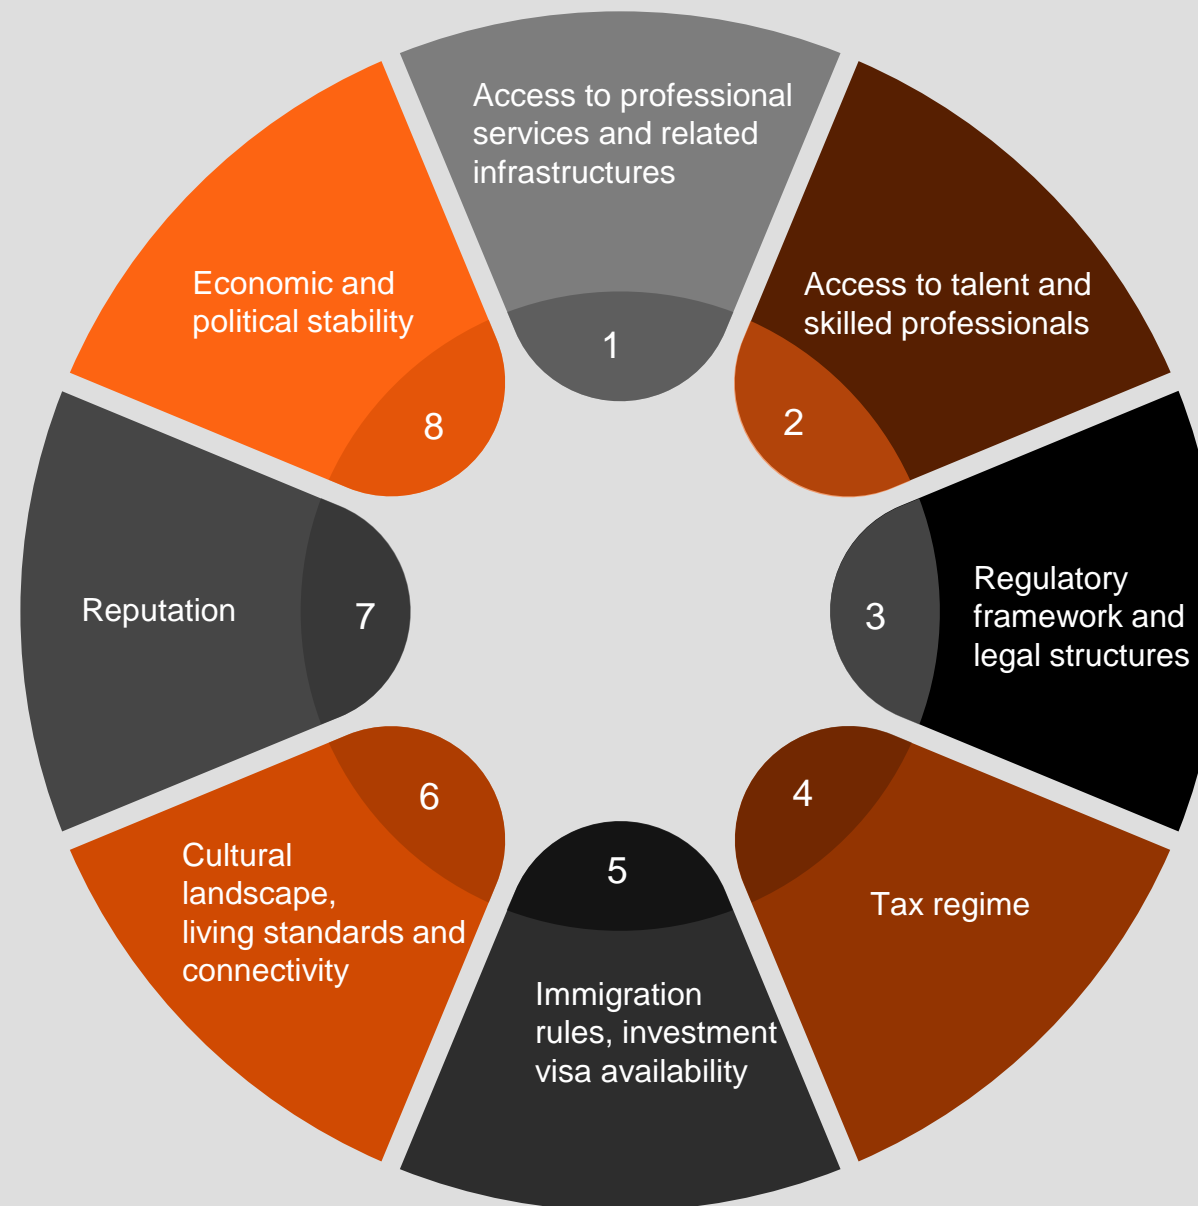 Access to professional
services and related
infrastructures
1
Access to talent and
skilled professionals
2
Regulatory
framework and
legal structures
3
Tax regime
4
Immigration
rules, investment
visa availability
5
Cultural
landscape,
living standards and
connectivity
6
Reputation
7
Economic and
political stability
8